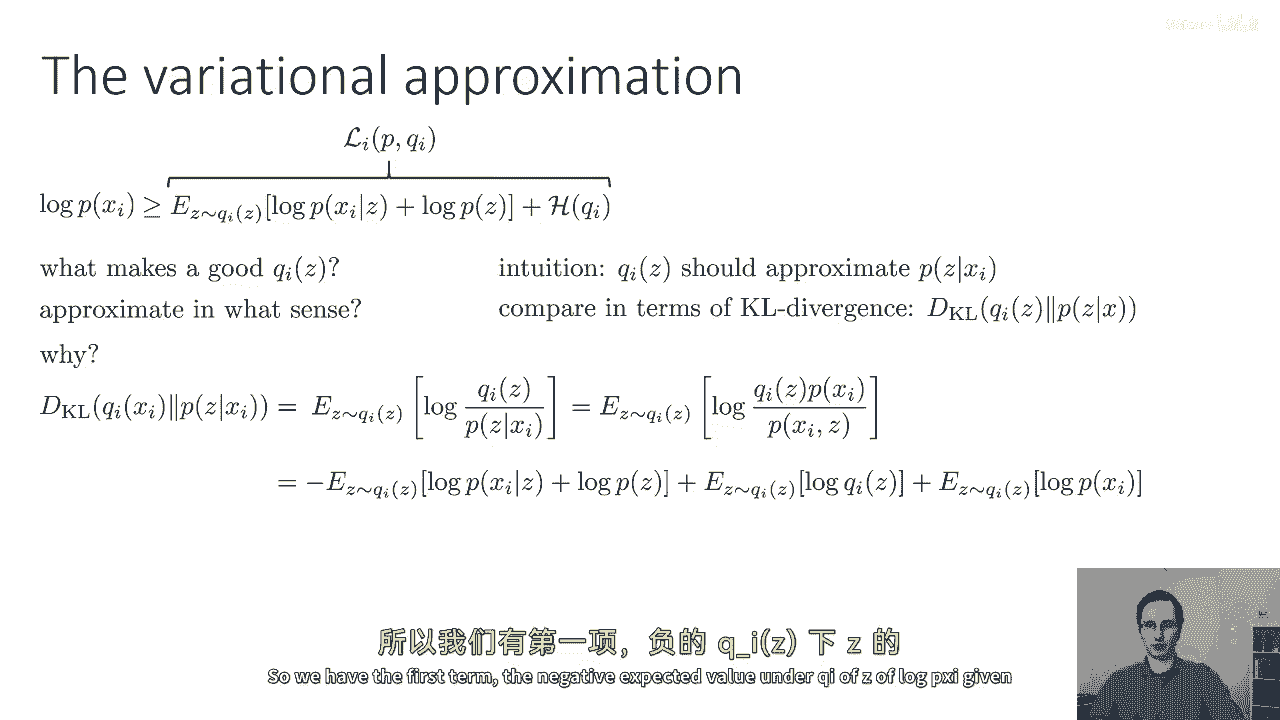 The variational approximation
$\mathcal{L}_i(p, q_i)$
$\log p(x_i) \geq E_{z \sim q_i(z)}[\log p(x_i|z) + \log p(z)] + \mathcal{H}(q_i)$
what makes a good $q_i(z)$? intuition: $q_i(z)$ should approximate $p(z|x_i)$
approximate in what sense? compare in terms of KL-divergence: $D_{\mathrm{KL}}(q_i(z) \| p(z|x))$
why?
$D_{\mathrm{KL}}(q_i(x_i) \| p(z|x_i)) = E_{z \sim q_i(z)}\left[\log \frac{q_i(z)}{p(z|x_i)}\right] = E_{z \sim q_i(z)}\left[\log \frac{q_i(z)p(x_i)}{p(x_i, z)}\right]$
$= -E_{z \sim q_i(z)}[\log p(x_i|z) + \log p(z)] + E_{z \sim q_i(z)}[\log q_i(z)] + E_{z \sim q_i(z)}[\log p(x_i)]$
所以我们有第一项，负的 q_i(z) 下 z 的
So we have the first term, the negative expected value under qi of z of log pxi given